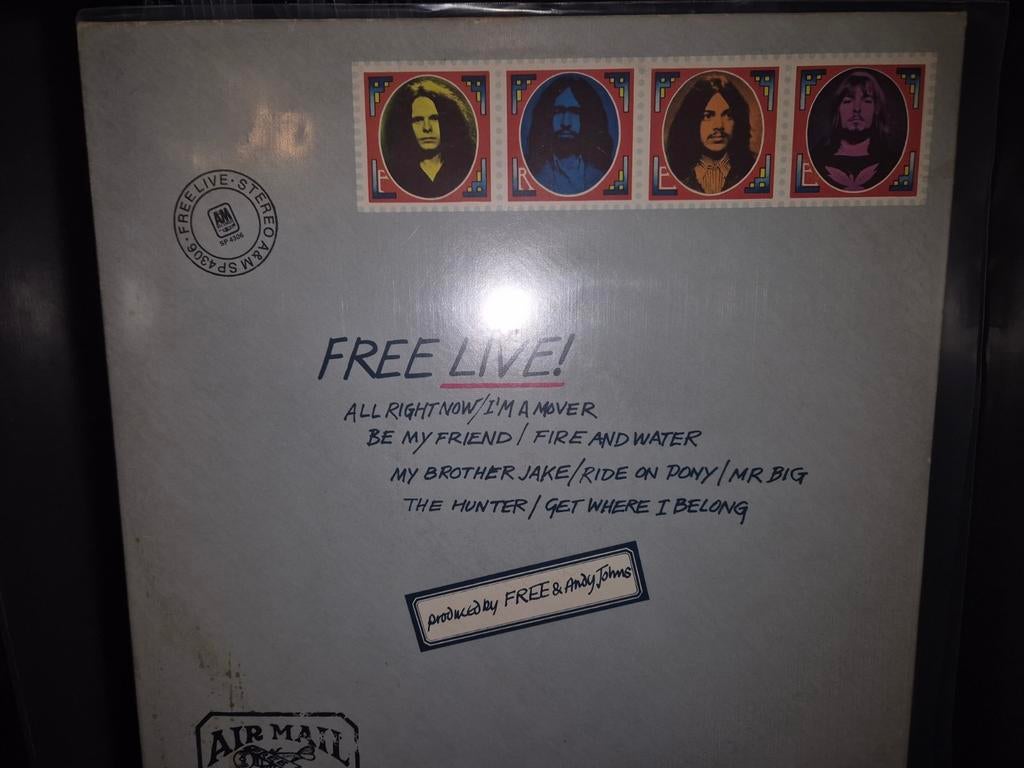 F R E E
FREE LIVE · STEREO A&M SP4306 ·
A&M
SP 4306
FREE LIVE!
ALL RIGHT NOW/I'M A MOVER
BE MY FRIEND / FIRE AND WATER
MY BROTHER JAKE/RIDE ON PONY/MR BIG
THE HUNTER / GET WHERE I BELONG
produced by FREE & Andy Johns
AIR MAIL